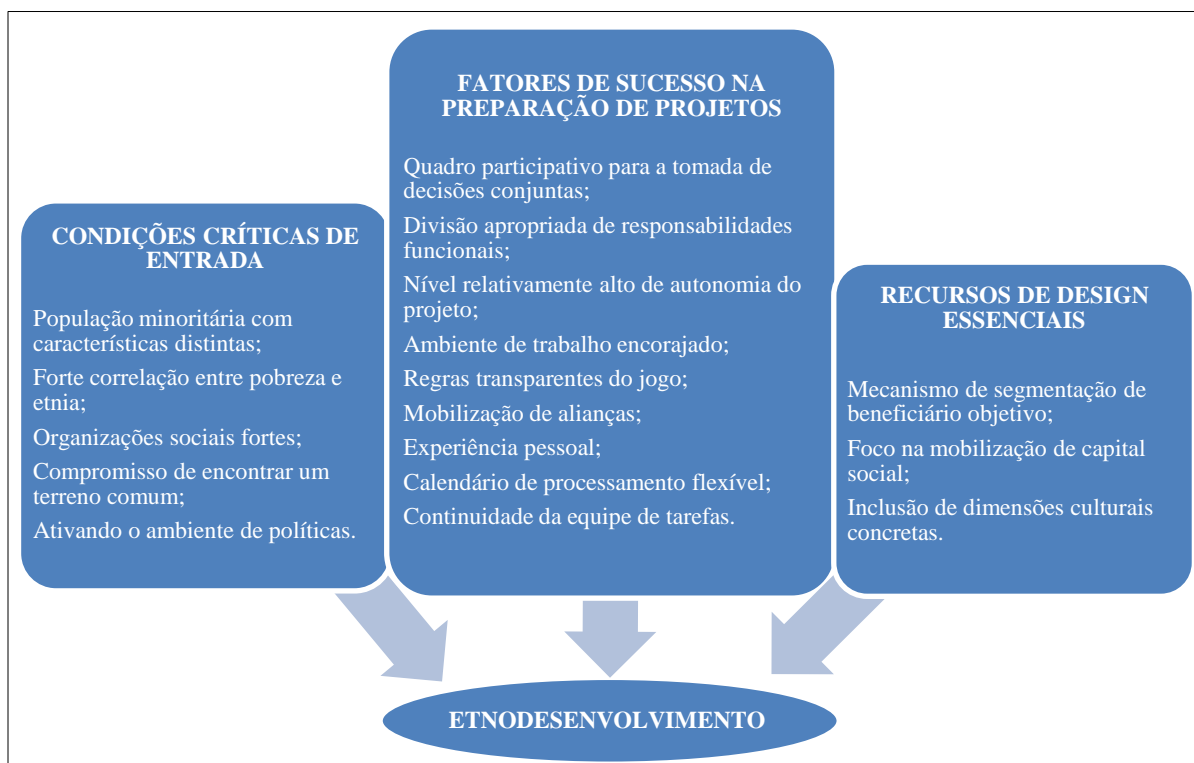 CONDIÇÕES CRÍTICAS DE
ENTRADA
População minoritária com
características distintas;
Forte correlação entre pobreza e
etnia;
Organizações sociais fortes;
Compromisso de encontrar um
terreno comum;
Ativando o ambiente de políticas.
FATORES DE SUCESSO NA
PREPARAÇÃO DE PROJETOS
Quadro participativo para a tomada de
decisões conjuntas;
Divisão apropriada de responsabilidades
funcionais;
Nível relativamente alto de autonomia do
projeto;
Ambiente de trabalho encorajado;
Regras transparentes do jogo;
Mobilização de alianças;
Experiência pessoal;
Calendário de processamento flexível;
Continuidade da equipe de tarefas.
RECURSOS DE DESIGN
ESSENCIAIS
Mecanismo de segmentação de
beneficiário objetivo;
Foco na mobilização de capital
social;
Inclusão de dimensões culturais
concretas.
ETNODESENVOLVIMENTO